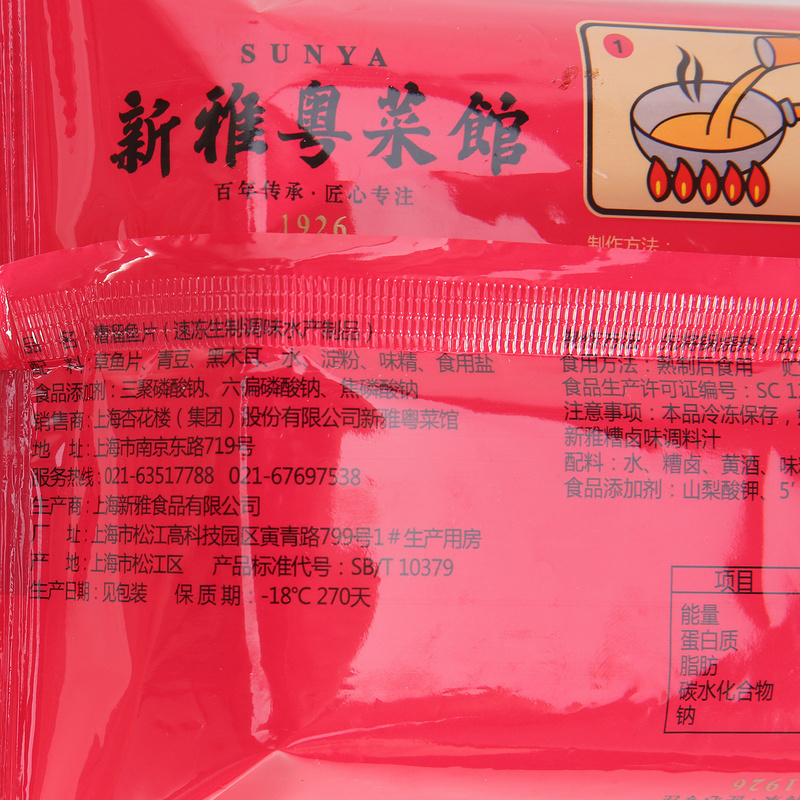 SUNYA
新雅粤菜館
百年传承·匠心专注
1926
1
制作方法：
品 名：霜溜鱼片（速冻生制调味水产制品）
配 料：草鱼片、青豆、黑木耳、水、淀粉、味精、食用盐
食品添加剂：三聚磷酸钠、六偏磷酸钠、焦磷酸钠
销售商：上海杏花楼（集团）股份有限公司新雅粤菜馆
地 址：上海市南京东路719号
服务热线：021-63517788 021-67697538
生产商：上海新雅食品有限公司
厂 址：上海市松江高科技园区寅青路799号1#生产用房
产 地：上海市松江区 产品标准代号：SB/T 10379
生产日期：见包装 保质期：-18℃ 270天
食用方法：熟制后食用
食品生产许可证编号：SC
注意事项：本品冷冻保存，
新雅糟卤味调料汁
配料：水、糟卤、黄酒、味
食品添加剂：山梨酸钾、5'
项目
能量
蛋白质
脂肪
碳水化合物
钠
1926